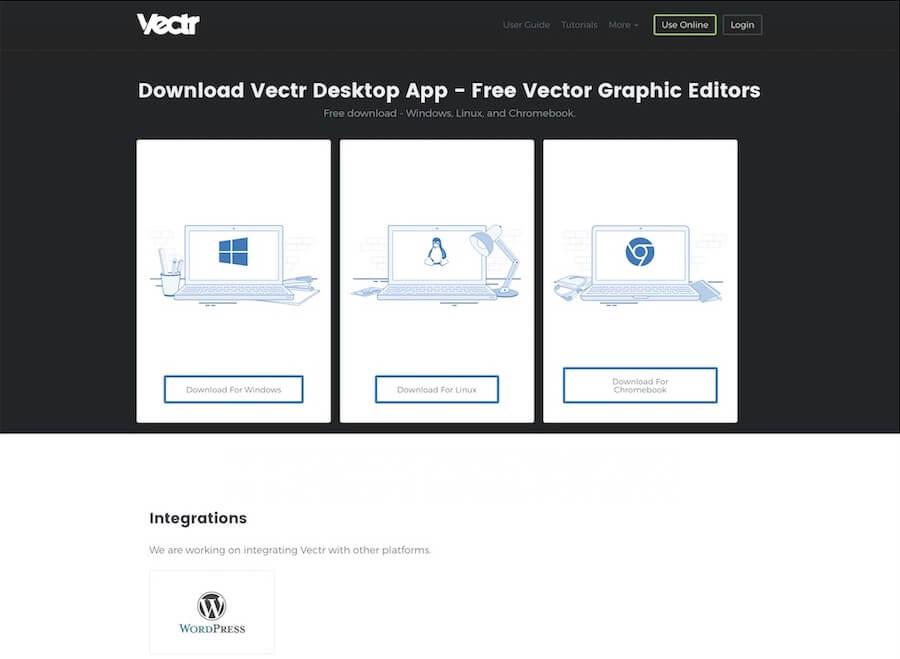 Vectr
User Guide Tutorials More Use Online Login
Download Vectr Desktop App - Free Vector Graphic Editors
Free download - Windows, Linux, and Chromebook.
Download For Windows
Download For Linux
Download For
Chromebook
Integrations
We are working on integrating Vectr with other platforms.
WORDPRESS